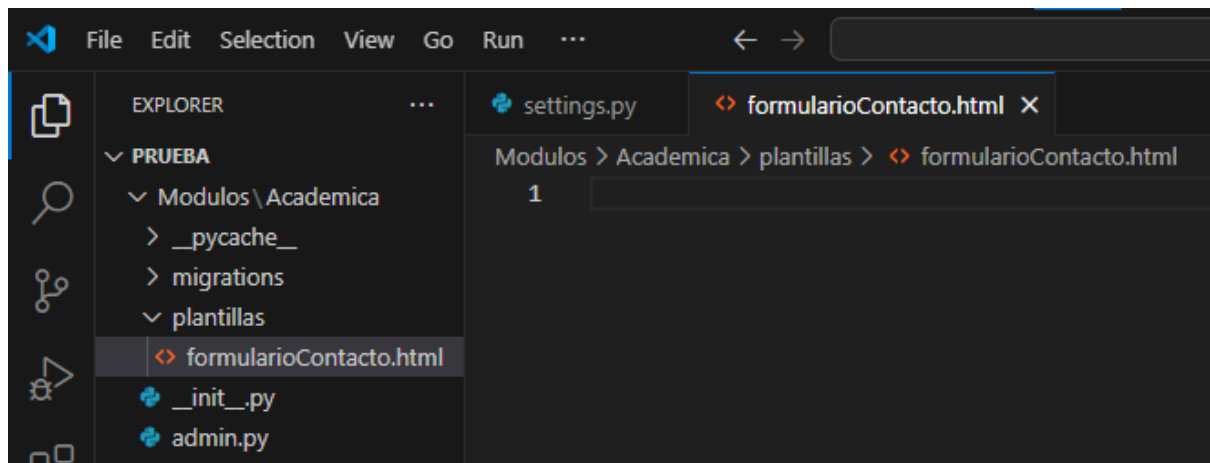 File Edit Selection View Go Run ···
EXPLORER ···
PRUEBA
Modulos\Academica
__pycache__
migrations
plantillas
formularioContacto.html
__init__.py
admin.py
settings.py
formularioContacto.html
Modulos > Academica > plantillas > formularioContacto.html
1